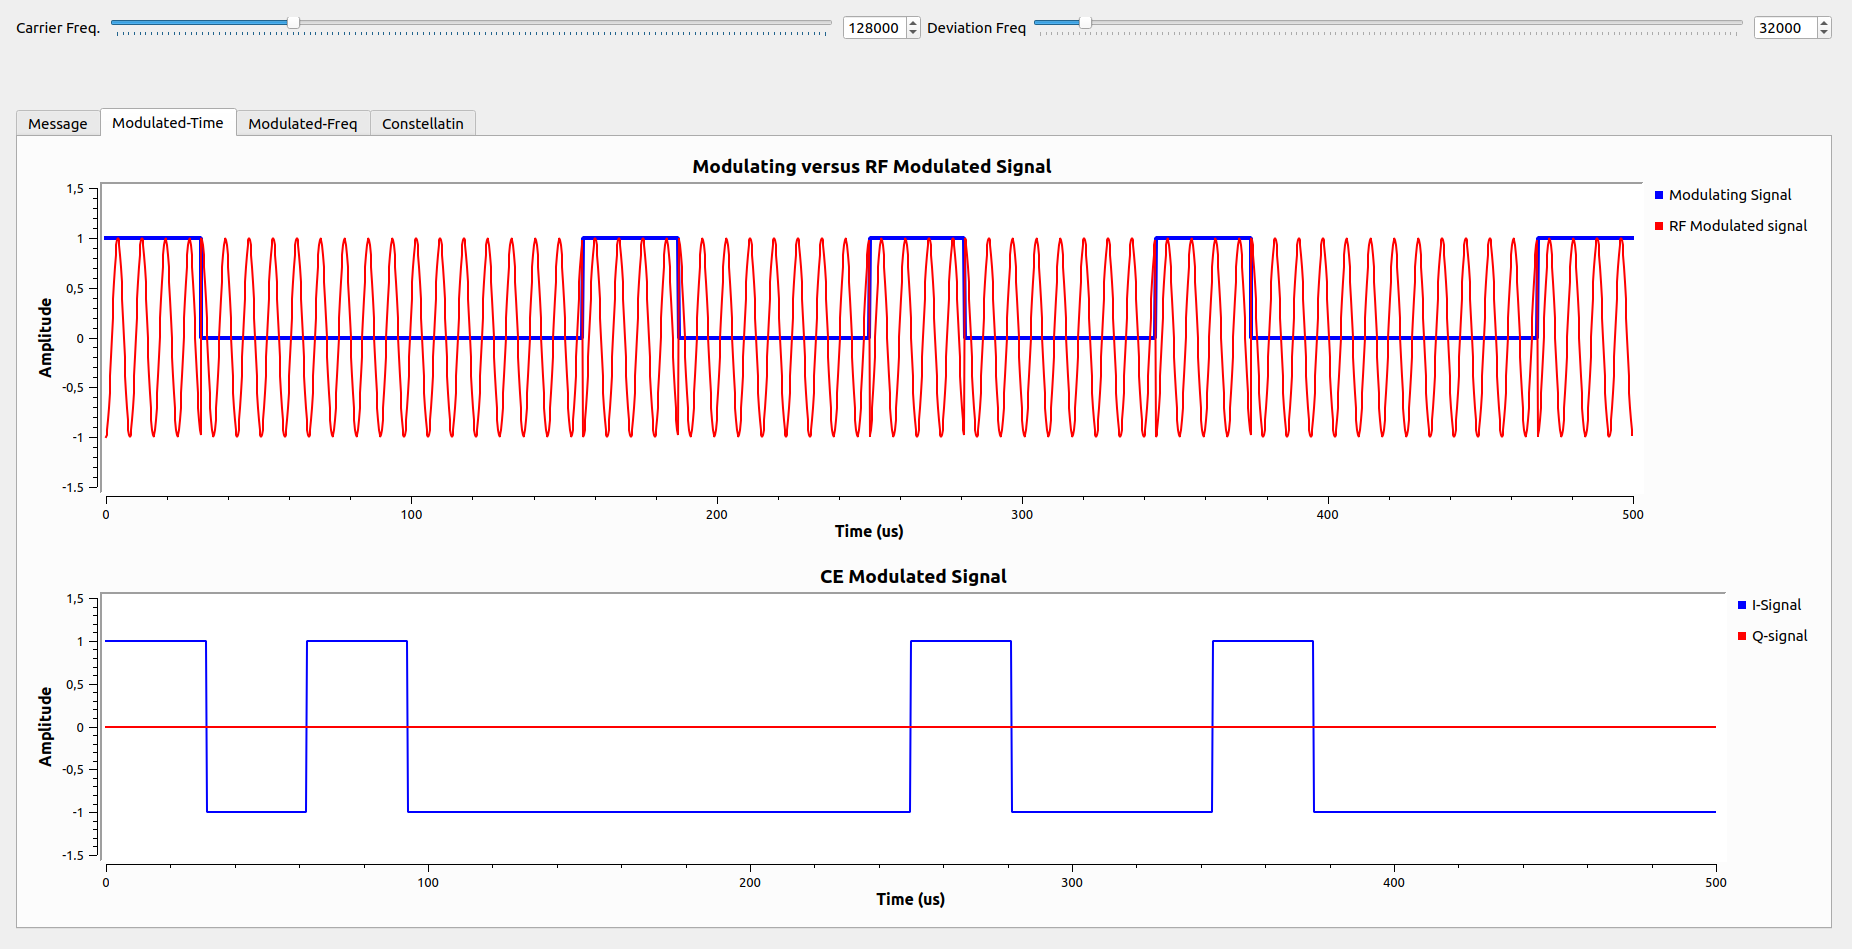 Carrier Freq. 128000 Deviation Freq 32000
Message Modulated-Time Modulated-Freq Constellatin
Modulating versus RF Modulated Signal
1,5
1
0,5
0
-0,5
-1
-1.5
Amplitude
0 100 200 300 400 500
Time (us)
Modulating Signal
RF Modulated signal
CE Modulated Signal
1,5
1
0,5
0
-0,5
-1
-1.5
Amplitude
0 100 200 300 400 500
Time (us)
I-Signal
Q-signal